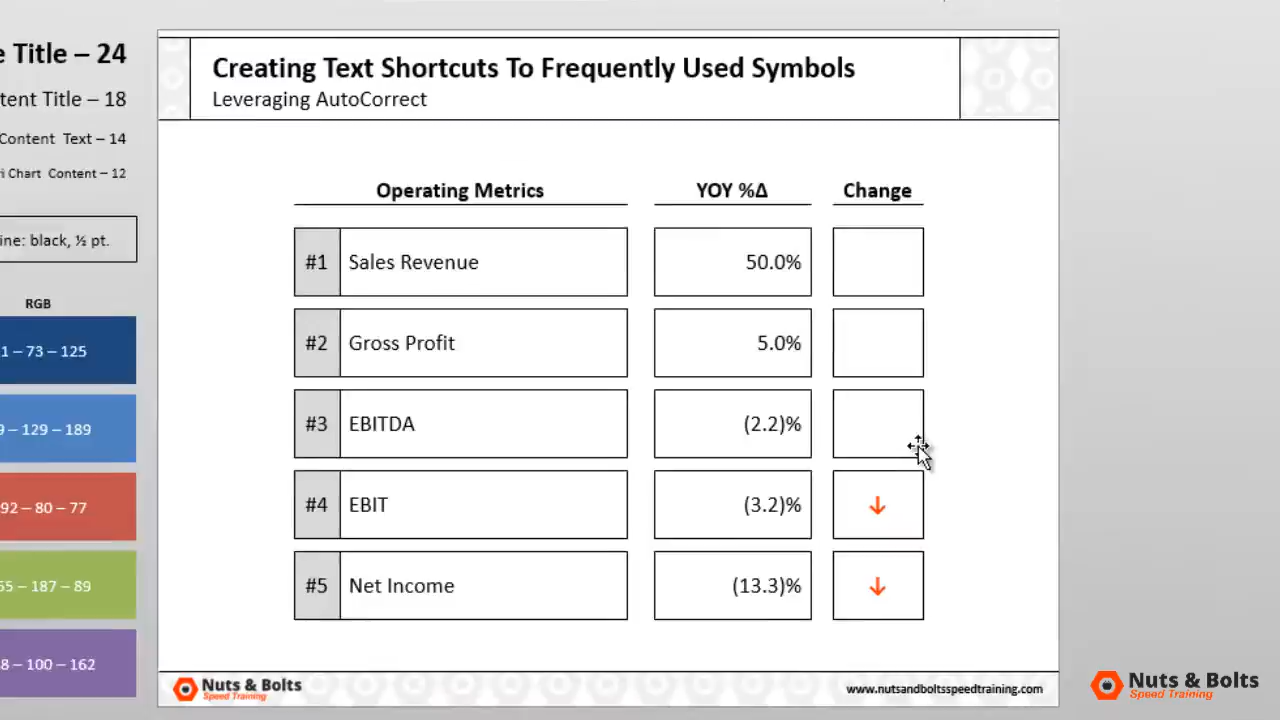 e Title – 24
tent Title – 18
Content Text – 14
ri Chart Content – 12
ine: black, ½ pt.
RGB
1 – 73 – 125
9 – 129 – 189
92 – 80 – 77
55 – 187 – 89
8 – 100 – 162
Creating Text Shortcuts To Frequently Used Symbols
Leveraging AutoCorrect
Operating Metrics YOY %Δ Change
#1 Sales Revenue 50.0%
#2 Gross Profit 5.0%
#3 EBITDA (2.2)%
#4 EBIT (3.2)% ↓
#5 Net Income (13.3)% ↓
Nuts & Bolts
Speed Training
www.nutsandboltsspeedtraining.com
Nuts & Bolts
Speed Training